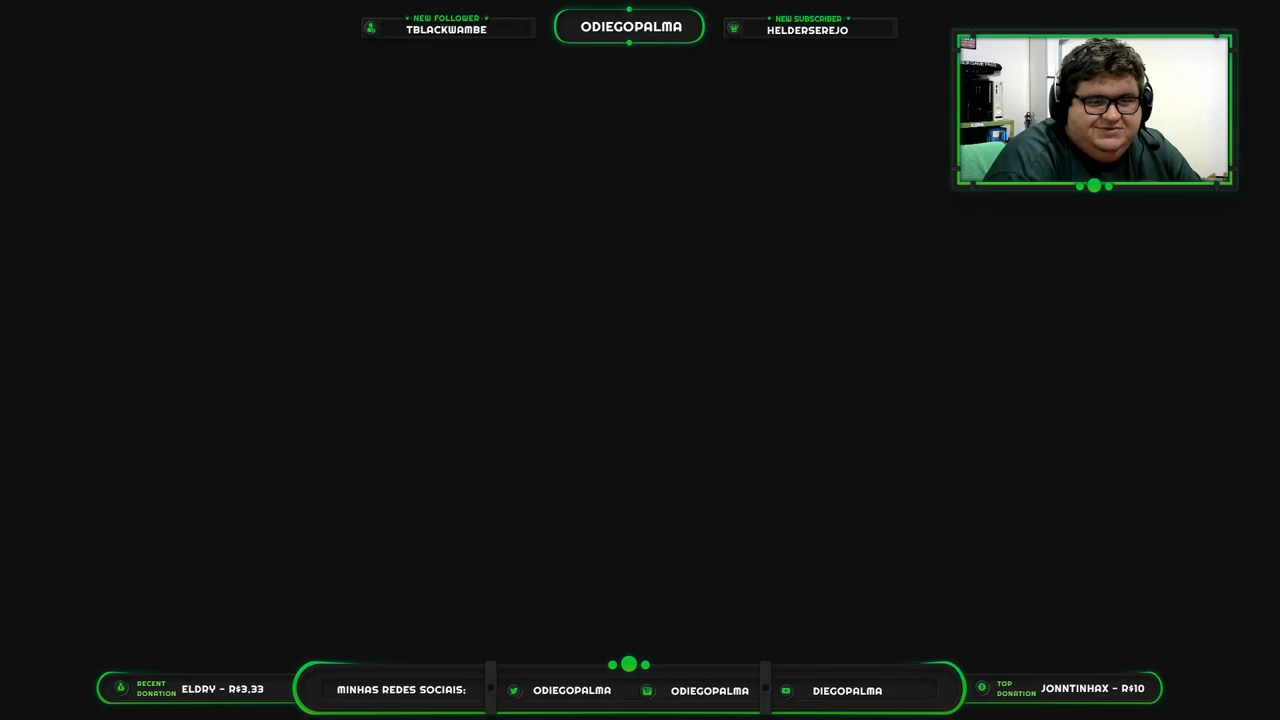 NEW FOLLOWER
TBLACKWAMBE
ODIEGOPALMA
NEW SUBSCRIBER
HELDERSEREJO
RECENT
DONATION
ELDRY - R$3.33
MINHAS REDES SOCIAIS:
ODIEGOPALMA
ODIEGOPALMA
DIEGOPALMA
TOP
DONATION
JONNTINHAX - R$10